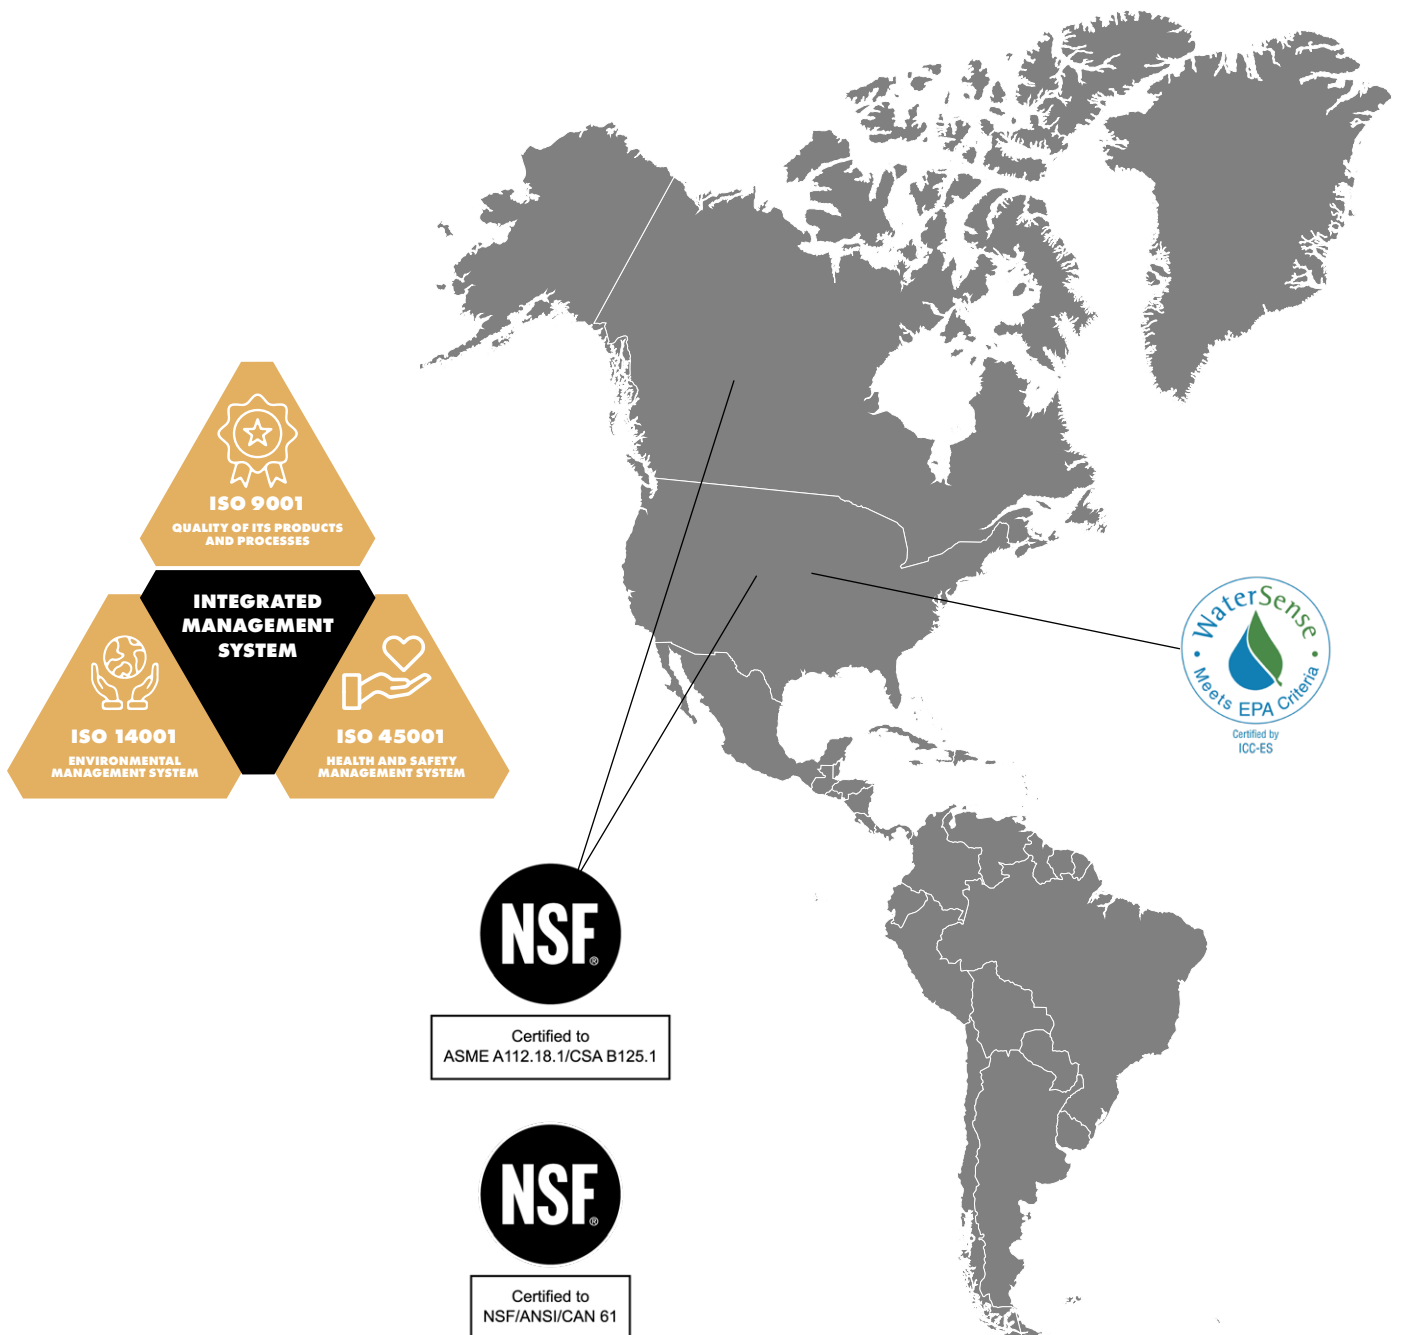 ISO 9001
QUALITY OF ITS PRODUCTS
AND PROCESSES
INTEGRATED
MANAGEMENT
SYSTEM
ISO 14001
ENVIRONMENTAL
MANAGEMENT SYSTEM
ISO 45001
HEALTH AND SAFETY
MANAGEMENT SYSTEM
WaterSense
Meets EPA Criteria
Certified by
ICC-ES
NSF®
Certified to
ASME A112.18.1/CSA B125.1
NSF®
Certified to
NSF/ANSI/CAN 61